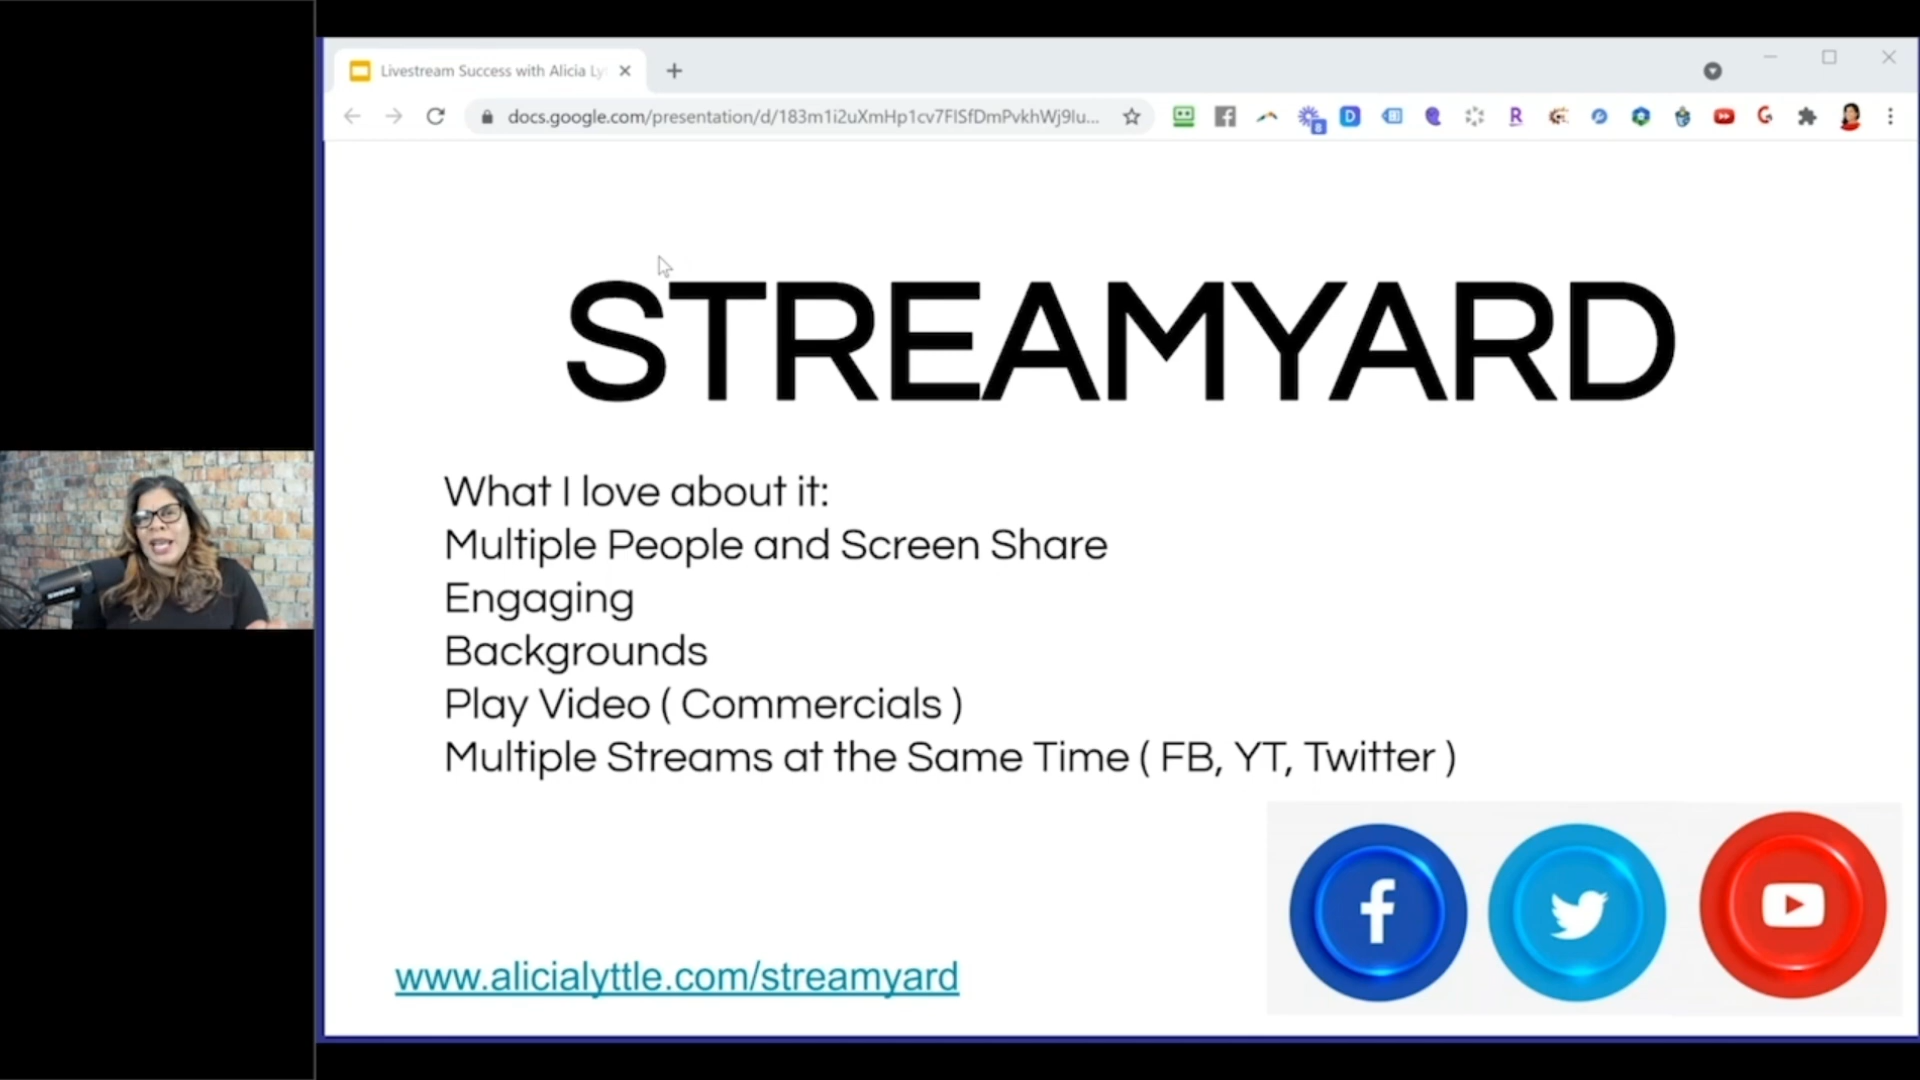 Livestream Success with Alicia Ly
docs.google.com/presentation/d/183m1i2uXmHp1cv7FlSfDmPvkhWj9lu...
STREAMYARD
What I love about it:
Multiple People and Screen Share
Engaging
Backgrounds
Play Video ( Commercials )
Multiple Streams at the Same Time ( FB, YT, Twitter )
www.alicialyttle.com/streamyard